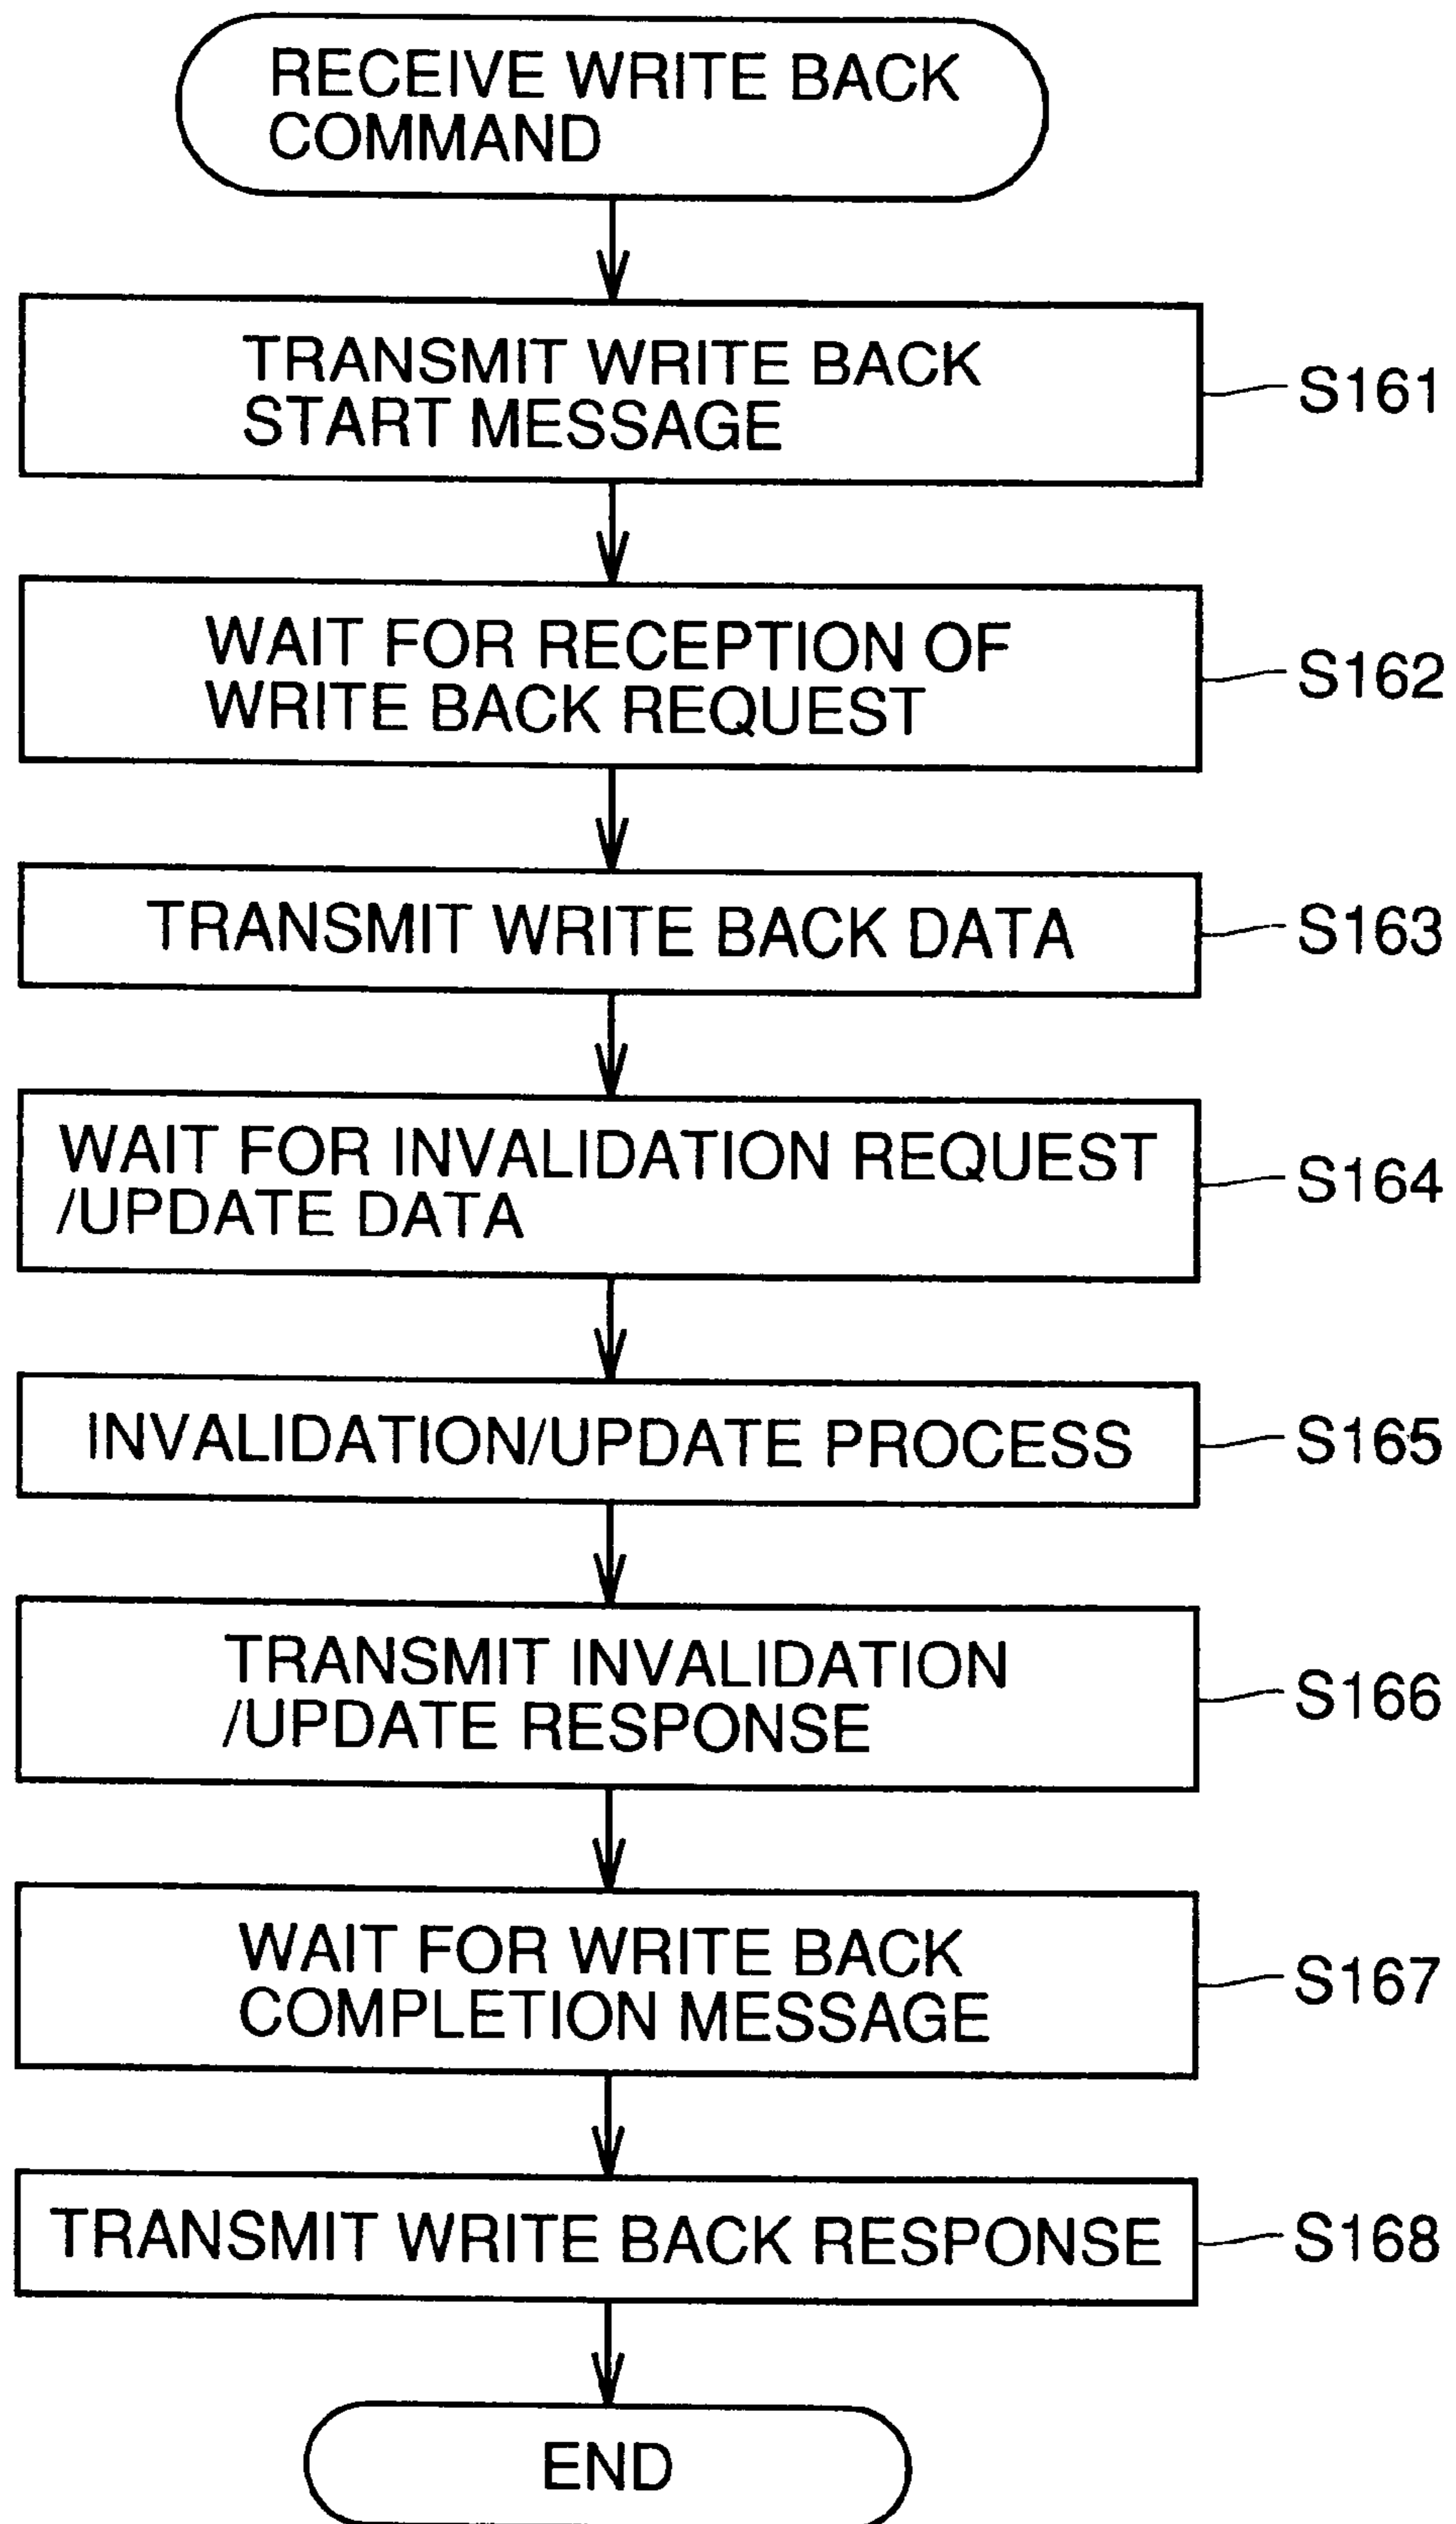 RECEIVE WRITE BACK
COMMAND
TRANSMIT WRITE BACK
START MESSAGE
S161
WAIT FOR RECEPTION OF
WRITE BACK REQUEST
S162
TRANSMIT WRITE BACK DATA
S163
WAIT FOR INVALIDATION REQUEST
/UPDATE DATA
S164
INVALIDATION/UPDATE PROCESS
S165
TRANSMIT INVALIDATION
/UPDATE RESPONSE
S166
WAIT FOR WRITE BACK
COMPLETION MESSAGE
S167
TRANSMIT WRITE BACK RESPONSE
S168
END